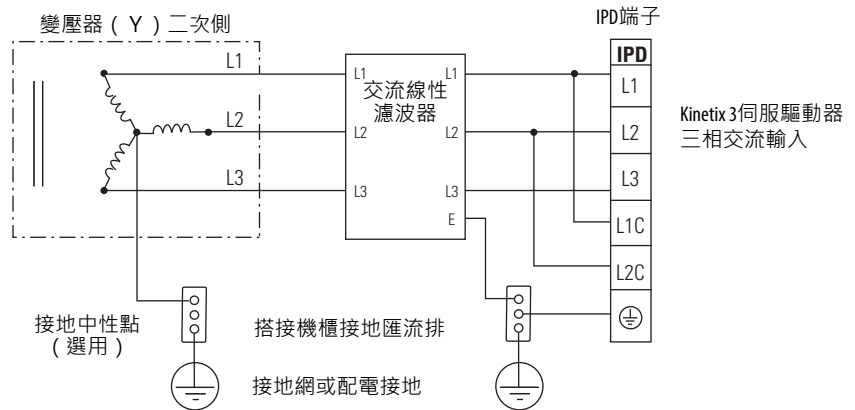 變壓器（Y）二次側
IPD端子
L1
L2
L3
交流線性
濾波器
L1
L2
L3
L1
L2
L3
E
IPD
L1
L2
L3
L1C
L2C
Kinetix 3伺服驅動器
三相交流輸入
接地中性點
（選用）
搭接機櫃接地匯流排
接地網或配電接地